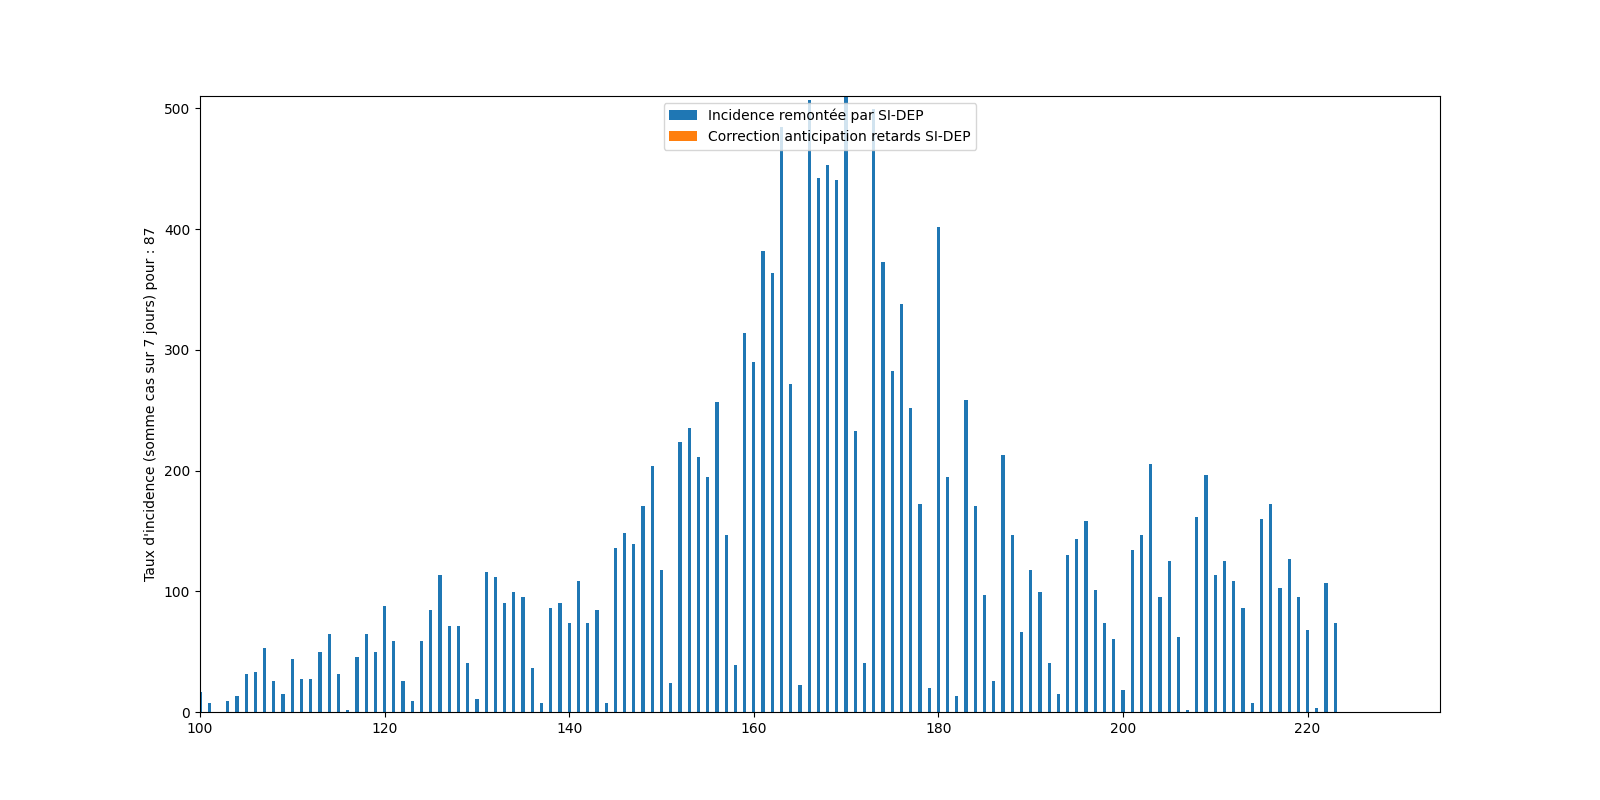 Incidence remontée par SI-DEP
Correction anticipation retards SI-DEP
Taux d'incidence (somme cas sur 7 jours) pour : 87
500
400
300
200
100
0
100 120 140 160 180 200 220